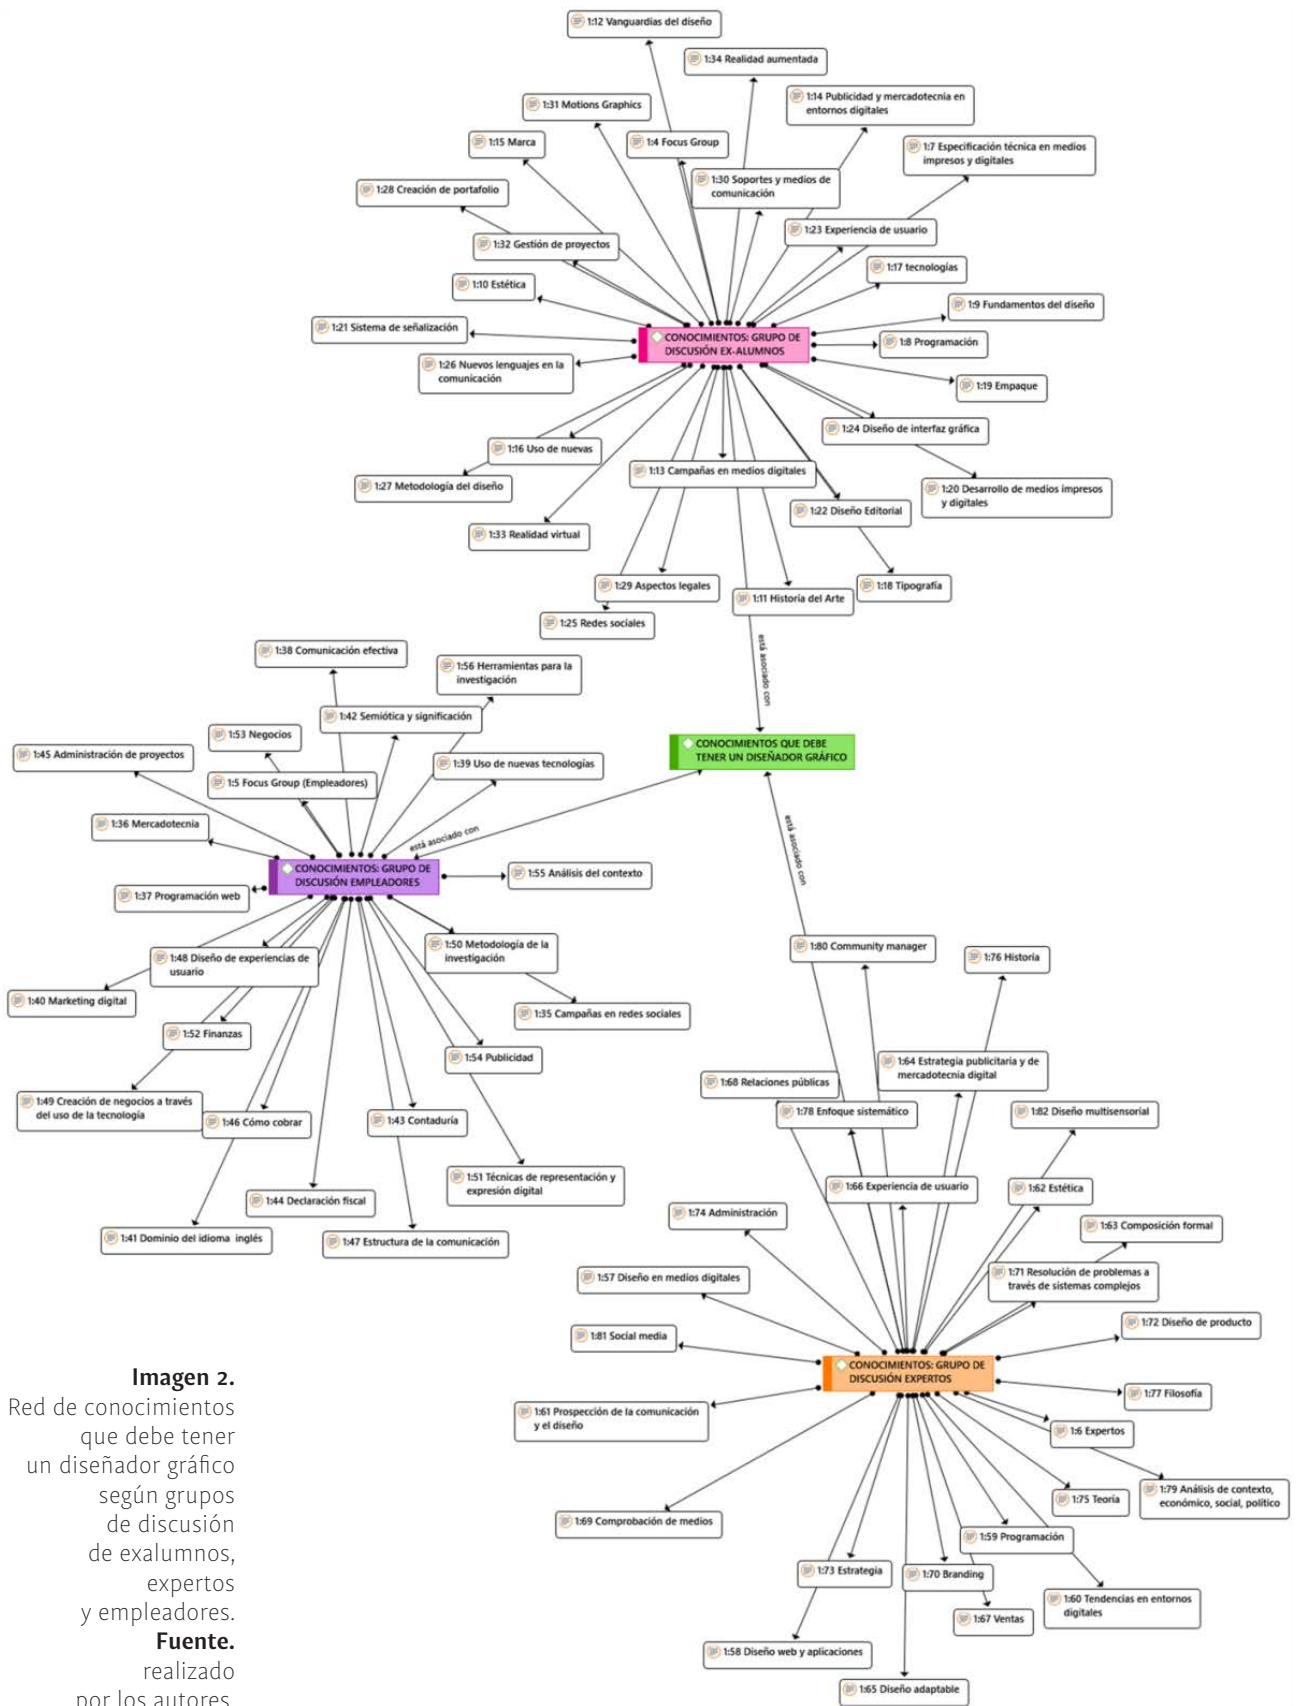 1:12 Vanguardias del diseño
1:34 Realidad aumentada
1:14 Publicidad y mercadotecnia en
entornos digitales
1:31 Motions Graphics
1:4 Focus Group
1:15 Marca
1:7 Especificación técnica en medios
impresos y digitales
1:30 Soportes y medios de
comunicación
1:28 Creación de portafolio
1:23 Experiencia de usuario
1:32 Gestión de proyectos
1:17 tecnologías
1:10 Estética
1:9 Fundamentos del diseño
1:21 Sistema de señalización
CONOCIMIENTOS: GRUPO DE
DISCUSIÓN EX-ALUMNOS
1:8 Programación
1:26 Nuevos lenguajes en la
comunicación
1:19 Empaque
1:24 Diseño de interfaz gráfica
1:16 Uso de nuevas
1:13 Campañas en medios digitales
1:27 Metodología del diseño
1:20 Desarrollo de medios impresos
y digitales
1:22 Diseño Editorial
1:33 Realidad virtual
1:29 Aspectos legales
1:18 Tipografía
1:11 Historia del Arte
1:25 Redes sociales
está asociado con
1:38 Comunicación efectiva
1:56 Herramientas para la
investigación
1:42 Semiótica y significación
1:53 Negocios
1:45 Administración de proyectos
1:39 Uso de nuevas tecnologías
1:5 Focus Group (Empleadores)
CONOCIMIENTOS QUE DEBE
TENER UN DISEÑADOR GRÁFICO
1:36 Mercadotecnia
está asociado con
está asociado con
CONOCIMIENTOS: GRUPO DE
DISCUSIÓN EMPLEADORES
1:55 Análisis del contexto
1:37 Programación web
1:50 Metodología de la
investigación
1:48 Diseño de experiencias de
usuario
1:40 Marketing digital
1:35 Campañas en redes sociales
1:52 Finanzas
1:54 Publicidad
1:49 Creación de negocios a través
del uso de la tecnología
1:46 Cómo cobrar
1:43 Contaduría
1:51 Técnicas de representación y
expresión digital
1:44 Declaración fiscal
1:41 Dominio del idioma inglés
1:47 Estructura de la comunicación
1:80 Community manager
1:76 Historia
1:64 Estrategia publicitaria y de
mercadotecnia digital
1:68 Relaciones públicas
1:78 Enfoque sistemático
1:82 Diseño multisensorial
1:66 Experiencia de usuario
1:62 Estética
1:74 Administración
1:63 Composición formal
1:57 Diseño en medios digitales
1:71 Resolución de problemas a
través de sistemas complejos
1:72 Diseño de producto
1:81 Social media
CONOCIMIENTOS: GRUPO DE
DISCUSIÓN EXPERTOS
1:77 Filosofía
1:61 Prospección de la comunicación
y el diseño
1:6 Expertos
1:79 Análisis de contexto,
económico, social, político
1:75 Teoría
1:69 Comprobación de medios
1:59 Programación
1:73 Estrategia
1:70 Branding
1:60 Tendencias en entornos
digitales
1:67 Ventas
1:58 Diseño web y aplicaciones
1:65 Diseño adaptable
Imagen 2.
Red de conocimientos
que debe tener
un diseñador gráfico
según grupos
de discusión
de exalumnos,
expertos
y empleadores.
Fuente.
realizado
por los autores.